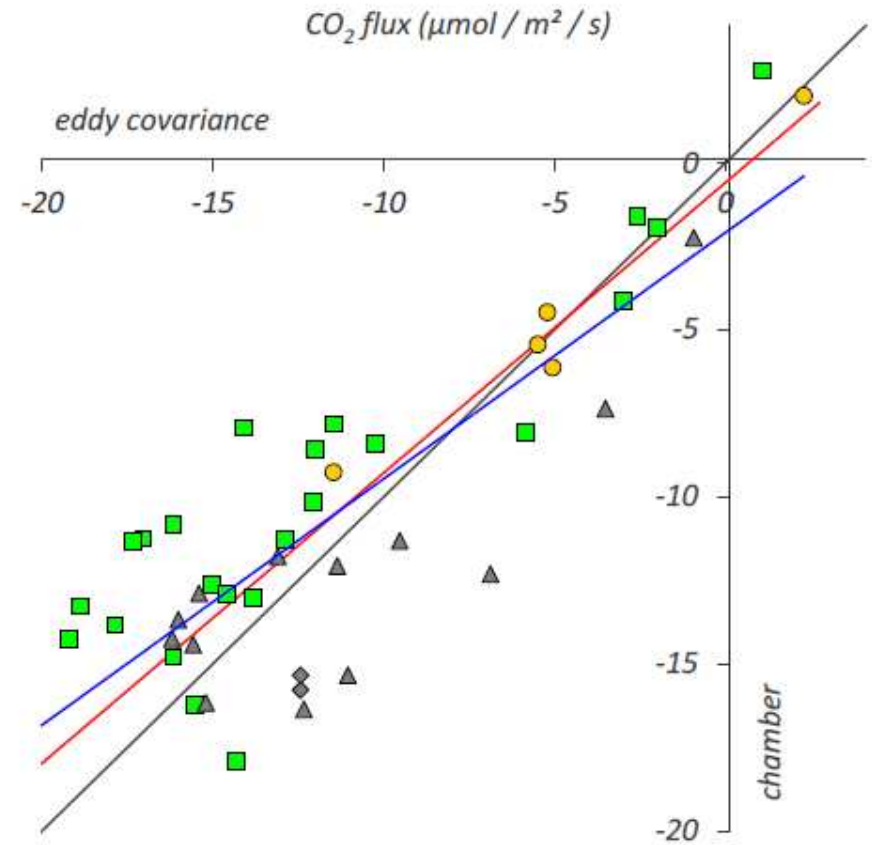 CO₂ flux (μmol / m² / s)
eddy covariance
0
-20 -15 -10 -5 0
-5
-10
-15
chamber
-20